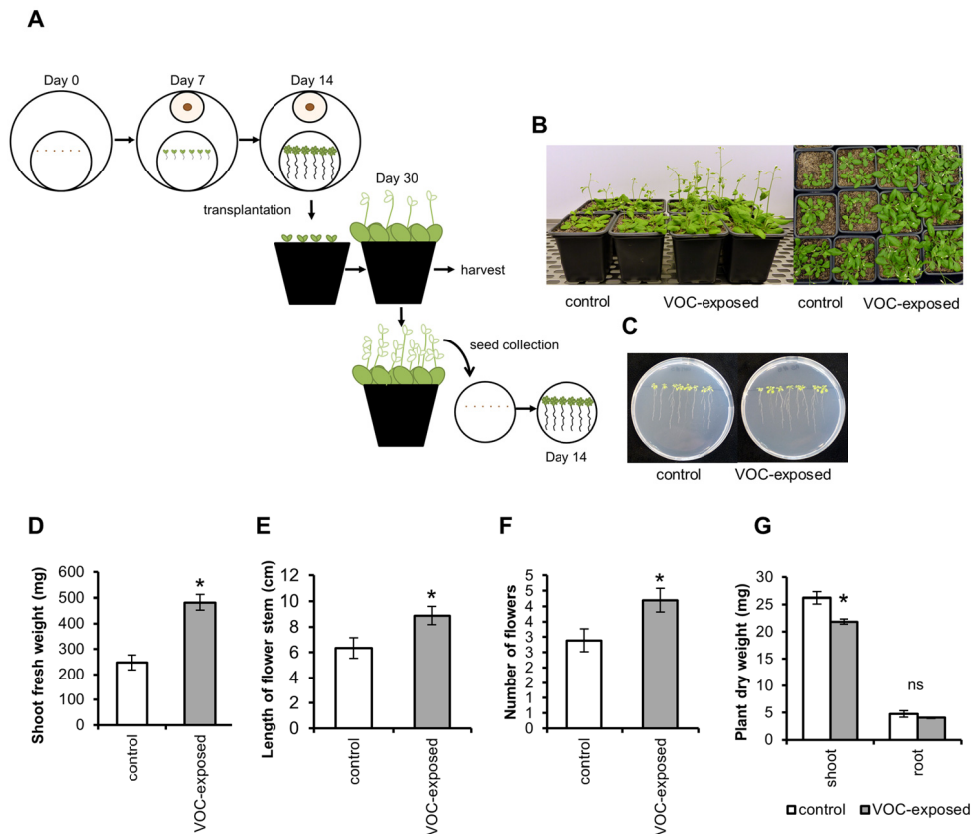 A
Day 0
Day 7
Day 14
transplantation
Day 30
harvest
seed collection
Day 14
B
control
VOC-exposed
control
VOC-exposed
C
control
VOC-exposed
D
Shoot fresh weight (mg)
600
500
400
300
200
100
0
*
control
VOC-exposed
E
Length of flower stem (cm)
12
10
8
6
4
2
0
*
control
VOC-exposed
F
Number of flowers
5
5
4
4
3
3
2
2
1
1
0
*
control
VOC-exposed
G
Plant dry weight (mg)
30
25
20
15
10
5
0
*
ns
shoot
root
control
VOC-exposed